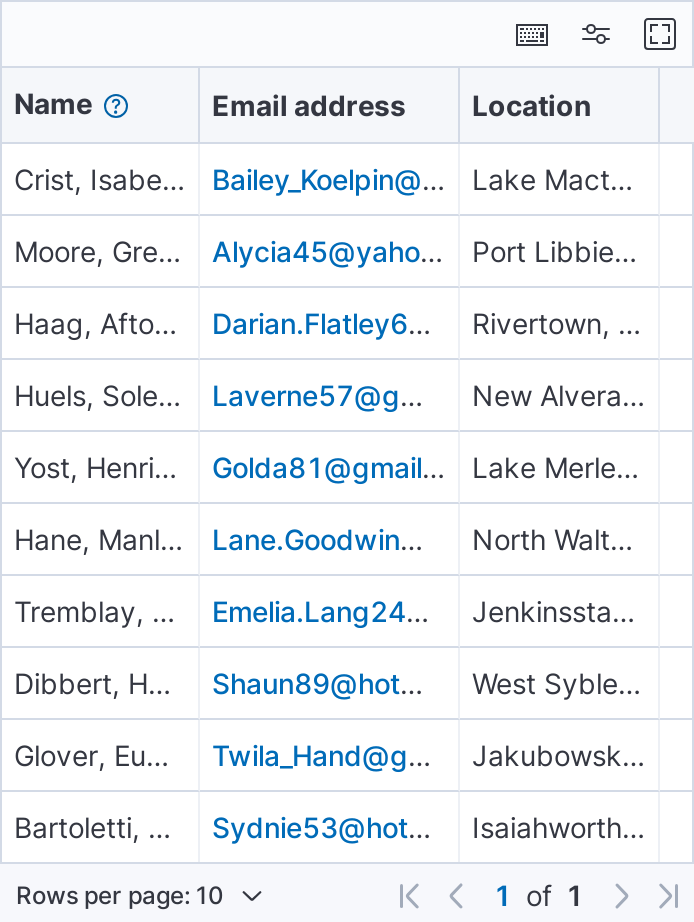 Name Email address Location
Crist, Isabe... Bailey_Koelpin@... Lake Mact...
Moore, Gre... Alycia45@yaho... Port Libbie...
Haag, Afto... Darian.Flatley6... Rivertown, ...
Huels, Sole... Laverne57@g... New Alvera...
Yost, Henri... Golda81@gmail... Lake Merle...
Hane, Manl... Lane.Goodwin... North Walt...
Tremblay, ... Emelia.Lang24... Jenkinssta...
Dibbert, H... Shaun89@hot... West Syble...
Glover, Eu... Twila_Hand@g... Jakubowsk...
Bartoletti, ... Sydnie53@hot... Isaiahworth...
Rows per page: 10 1 of 1